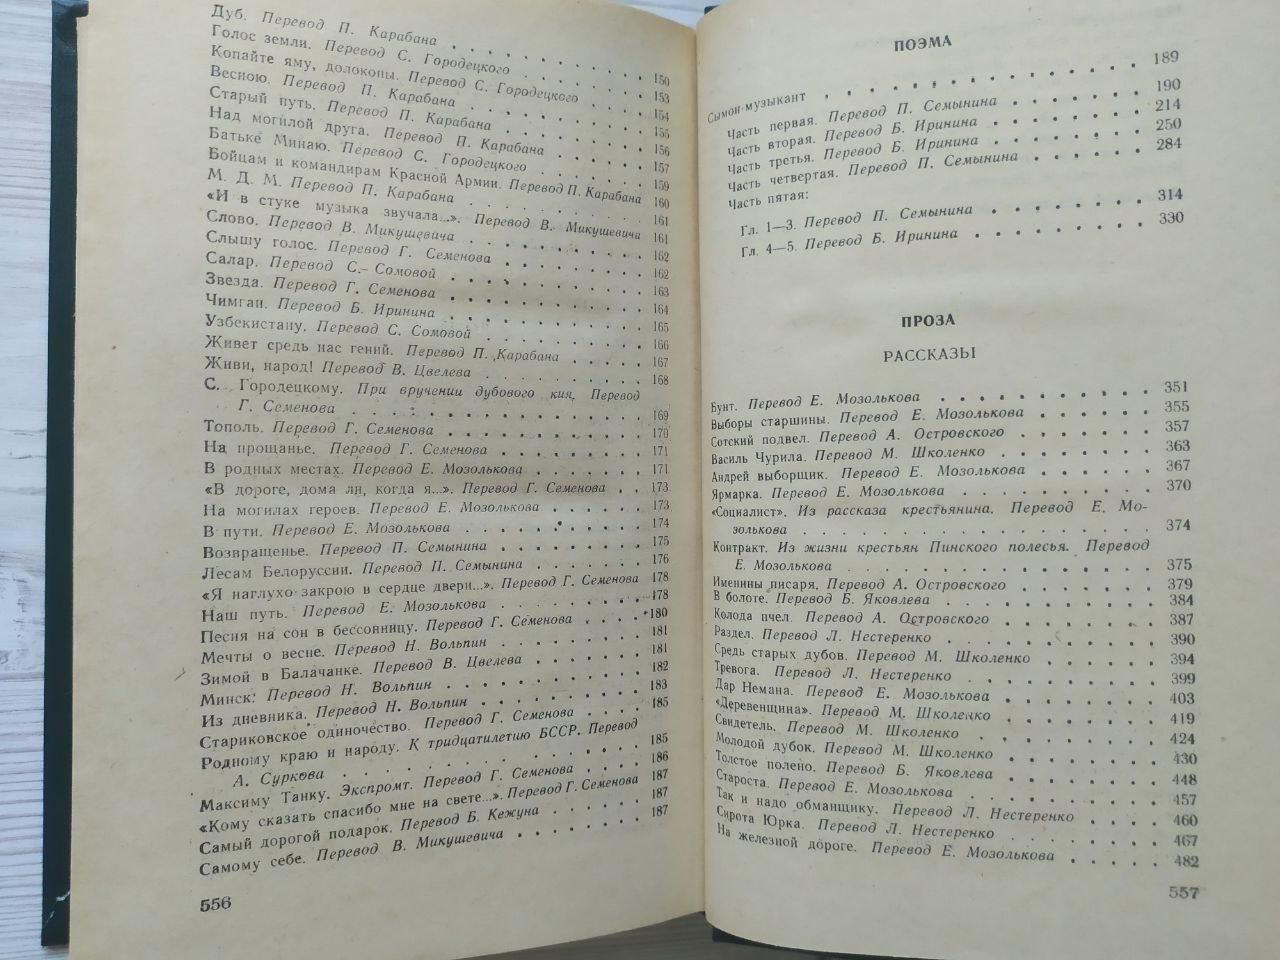 Дуб. Перевод П. Карабана . . . . . . . . . . 150
Голос земли. Перевод С. Городецкого . . . . . . 153
Копайте яму, долокопы. Перевод С. Городецкого . . . 154
Весною. Перевод П. Карабана . . . . . . . . . 155
Старый путь. Перевод П. Карабана . . . . . . . 156
Над могилой друга. Перевод П. Карабана . . . . . 157
Батьке Минаю. Перевод С. Городецкого . . . . . . 159
Бойцам и командирам Красной Армии. Перевод П. Карабана 160
М. Д. М. Перевод П. Карабана . . . . . . . . . 161
«И в стуке музыка звучала...». Перевод В. Микушевича 161
Слово. Перевод В. Микушевича . . . . . . . . . 162
Слышу голос. Перевод Г. Семенова . . . . . . . 162
Салар. Перевод С. Сомовой . . . . . . . . . . 163
Звезда. Перевод Г. Семенова . . . . . . . . . 164
Чимган. Перевод Б. Иринина . . . . . . . . . . 165
Узбекистану. Перевод С. Сомовой . . . . . . . . 166
Живет средь нас гений. Перевод П. Карабана . . . . 167
Живи, народ! Перевод В. Цвелева . . . . . . . . 168
С. Городецкому. При вручении дубового кия. Перевод
Г. Семенова . . . . . . . . . . . . . 169
Тополь. Перевод Г. Семенова . . . . . . . . . 170
На прощанье. Перевод Г. Семенова . . . . . . . 171
В родных местах. Перевод Е. Мозолькова . . . . . 171
«В дороге, дома ли, когда я...». Перевод Г. Семенова . . 173
На могилах героев. Перевод Е. Мозолькова . . . . . 173
В пути. Перевод Е. Мозолькова . . . . . . . . . 174
Возвращенье. Перевод П. Семынина . . . . . . . 175
Лесам Белоруссии. Перевод П. Семынина . . . . . . 176
«Я наглухо закрою в сердце двери...». Перевод Г. Семенова 178
Наш путь. Перевод Е. Мозолькова . . . . . . . . 178
Песня на сон в бессонницу. Перевод Г. Семенова . . . 180
Мечты о весне. Перевод Н. Вольпин . . . . . . . 181
Зимой в Балачанке. Перевод В. Цвелева . . . . . . 181
Минск. Перевод Н. Вольпин . . . . . . . . . . 182
Из дневника. Перевод Н. Вольпин . . . . . . . . 183
Стариковское одиночество. Перевод Г. Семенова . . . 185
Родному краю и народу. К тридцатилетию БССР. Перевод
А. Суркова . . . . . . . . . . . . . 185
Максиму Танку. Экспромт. Перевод Г. Семенова . . . 186
«Кому сказать спасибо мне на свете...». Перевод Г. Семенова 187
Самый дорогой подарок. Перевод Б. Кежуна . . . . . 187
Самому себе. Перевод В. Микушевича . . . . . . . 187
556
ПОЭМА
Сымон-музыкант . . . . . . . . . . . . 189
Часть первая. Перевод П. Семынина . . . . . . 190
Часть вторая. Перевод Б. Иринина . . . . . . 214
Часть третья. Перевод Б. Иринина . . . . . . 250
Часть четвертая. Перевод П. Семынина . . . . . 284
Часть пятая:
Гл. 1—3. Перевод П. Семынина . . . . . . 314
Гл. 4—5. Перевод Б. Иринина . . . . . . . 330
ПРОЗА
РАССКАЗЫ
Бунт. Перевод Е. Мозолькова . . . . . . . . . 351
Выборы старшины. Перевод Е. Мозолькова . . . . . 355
Сотский подвел. Перевод А. Островского . . . . . . 357
Василь Чурила. Перевод М. Школенко . . . . . . . 363
Андрей выборщик. Перевод Е. Мозолькова . . . . . 367
Ярмарка. Перевод Е. Мозолькова . . . . . . . . 370
«Социалист». Из рассказа крестьянина. Перевод Е. Мо-
золькова . . . . . . . . . . . . . . 374
Контракт. Из жизни крестьян Пинского полесья. Перевод
Е. Мозолькова . . . . . . . . . . . . 375
Именины писаря. Перевод А. Островского . . . . . . 379
В болоте. Перевод Б. Яковлева . . . . . . . . . 384
Колода пчел. Перевод А. Островского . . . . . . . 387
Раздел. Перевод Л. Нестеренко . . . . . . . . . 390
Средь старых дубов. Перевод М. Школенко . . . . . 394
Тревога. Перевод Л. Нестеренко . . . . . . . . 399
Дар Немана. Перевод Е. Мозолькова . . . . . . . 403
«Деревенщина». Перевод М. Школенко . . . . . . . 419
Свидетель. Перевод М. Школенко . . . . . . . . 424
Молодой дубок. Перевод М. Школенко . . . . . . . 430
Толстое полено. Перевод Б. Яковлева . . . . . . . 448
Староста. Перевод Е. Мозолькова . . . . . . . . 457
Так и надо обманщику. Перевод Л. Нестеренко . . . . 460
Сирота Юрка. Перевод Л. Нестеренко . . . . . . . 467
На железной дороге. Перевод Е. Мозолькова . . . . . 482
557